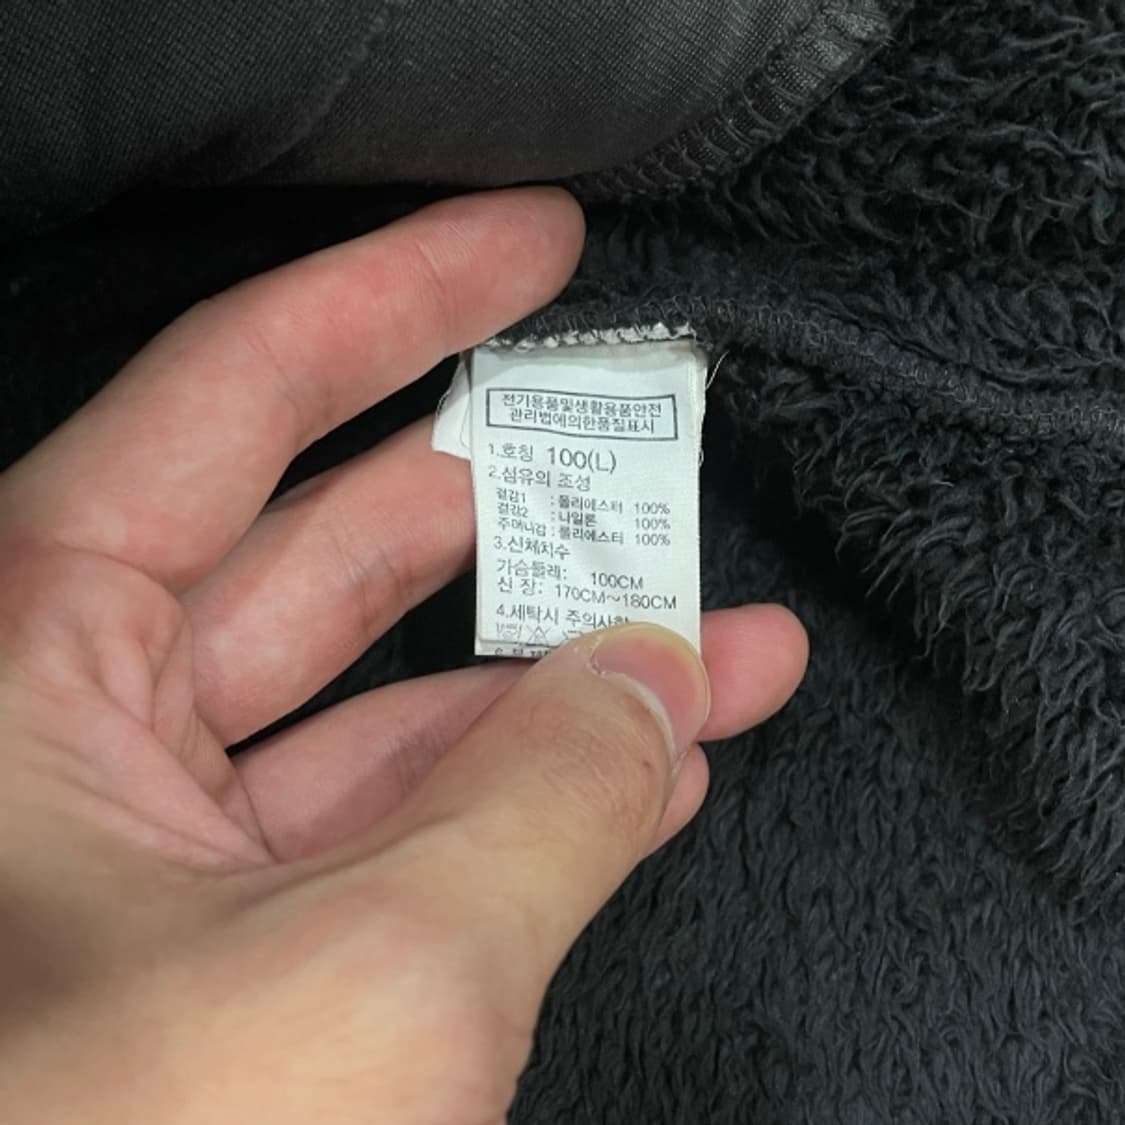 전기용품및생활용품안전
관리법에의한품질표시
1.호칭 100(L)
2.섬유의 조성
겉감1 : 폴리에스터 100%
겉감2 : 나일론 100%
주머니감 : 폴리에스터 100%
3.신체치수
가슴둘레: 100CM
신 장: 170CM~180CM
4.세탁시 주의사항